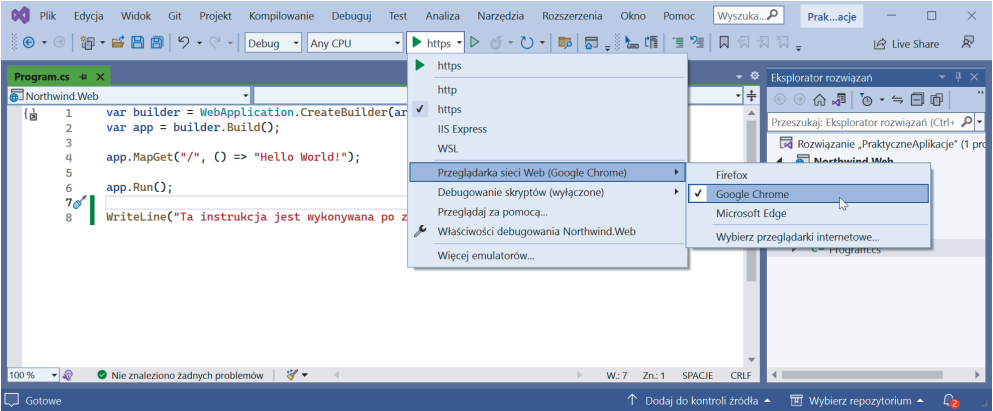 Plik Edycja Widok Git Projekt Kompilowanie Debuguj Test Analiza Narzędzia Rozszerzenia Okno Pomoc Wyszuka... Prak...acje
Debug Any CPU https Live Share
Program.cs
Northwind.Web
1 var builder = WebApplication.CreateBuilder(ar
2 var app = builder.Build();
3
4 app.MapGet("/", () => "Hello World!");
5
6 app.Run();
7
8 WriteLine("Ta instrukcja jest wykonywana po z
https
http
https
IIS Express
WSL
Przeglądarka sieci Web (Google Chrome)
Debugowanie skryptów (wyłączone)
Przeglądaj za pomocą...
Właściwości debugowania Northwind.Web
Więcej emulatorów...
Firefox
Google Chrome
Microsoft Edge
Wybierz przeglądarki internetowe...
Eksplorator rozwiązań
Przeszukaj: Eksplorator rozwiązań (Ctrl+
Rozwiązanie „PraktyczneAplikacje” (1 pro
Northwind.Web
C# Program.cs
100 % Nie znaleziono żadnych problemów W.: 7 Zn.: 1 SPACJE CRLF
Gotowe Dodaj do kontroli źródła Wybierz repozytorium 2